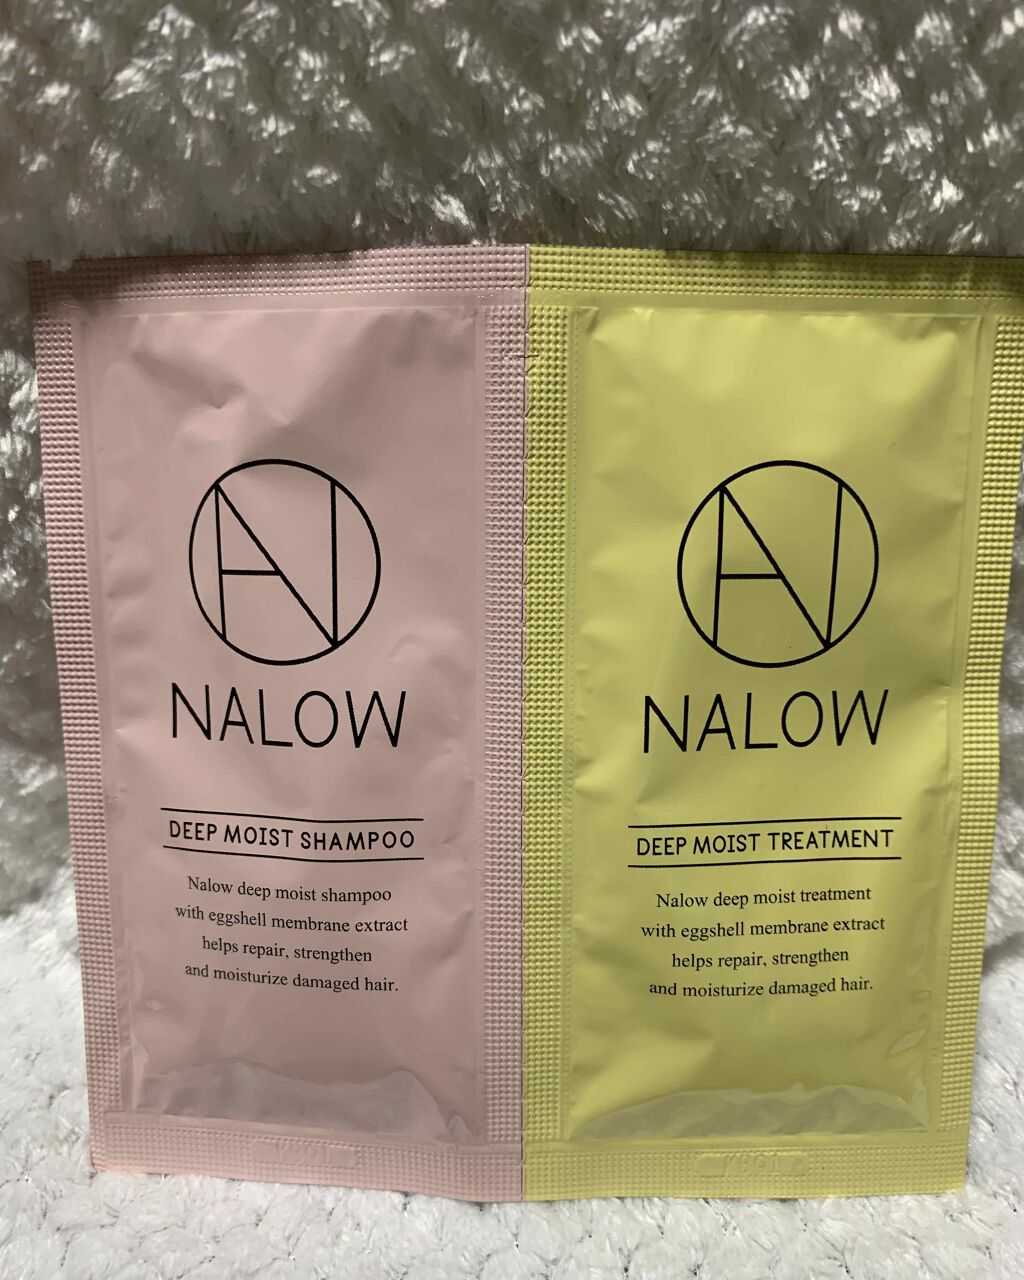 NALOW
DEEP MOIST SHAMPOO
Nalow deep moist shampoo
with eggshell membrane extract
helps repair, strengthen
and moisturize damaged hair.
NALOW
DEEP MOIST TREATMENT
Nalow deep moist treatment
with eggshell membrane extract
helps repair, strengthen
and moisturize damaged hair.